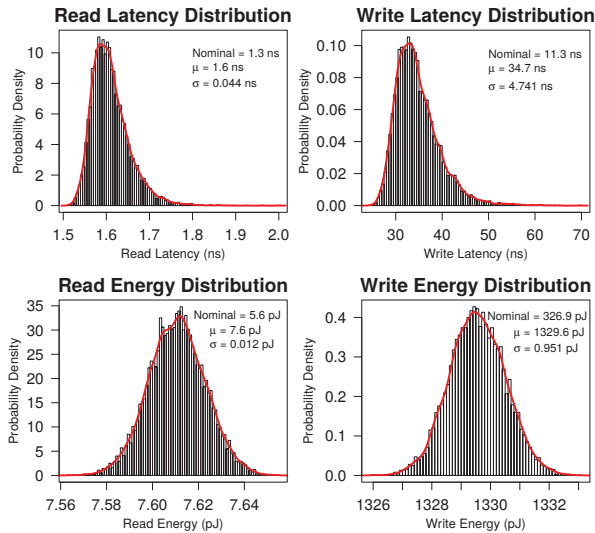 Read Latency Distribution
Probability Density
10
8
6
4
2
0
Nominal = 1.3 ns
μ = 1.6 ns
σ = 0.044 ns
1.5 1.6 1.7 1.8 1.9 2.0
Read Latency (ns)
Write Latency Distribution
Probability Density
0.10
0.08
0.06
0.04
0.02
0.00
Nominal = 11.3 ns
μ = 34.7 ns
σ = 4.741 ns
30 40 50 60 70
Write Latency (ns)
Read Energy Distribution
Probability Density
35
30
25
20
15
10
5
0
Nominal = 5.6 pJ
μ = 7.6 pJ
σ = 0.012 pJ
7.56 7.58 7.60 7.62 7.64
Read Energy (pJ)
Write Energy Distribution
Probability Density
0.4
0.3
0.2
0.1
0.0
Nominal = 326.9 pJ
μ = 1329.6 pJ
σ = 0.951 pJ
1326 1328 1330 1332
Write Energy (pJ)